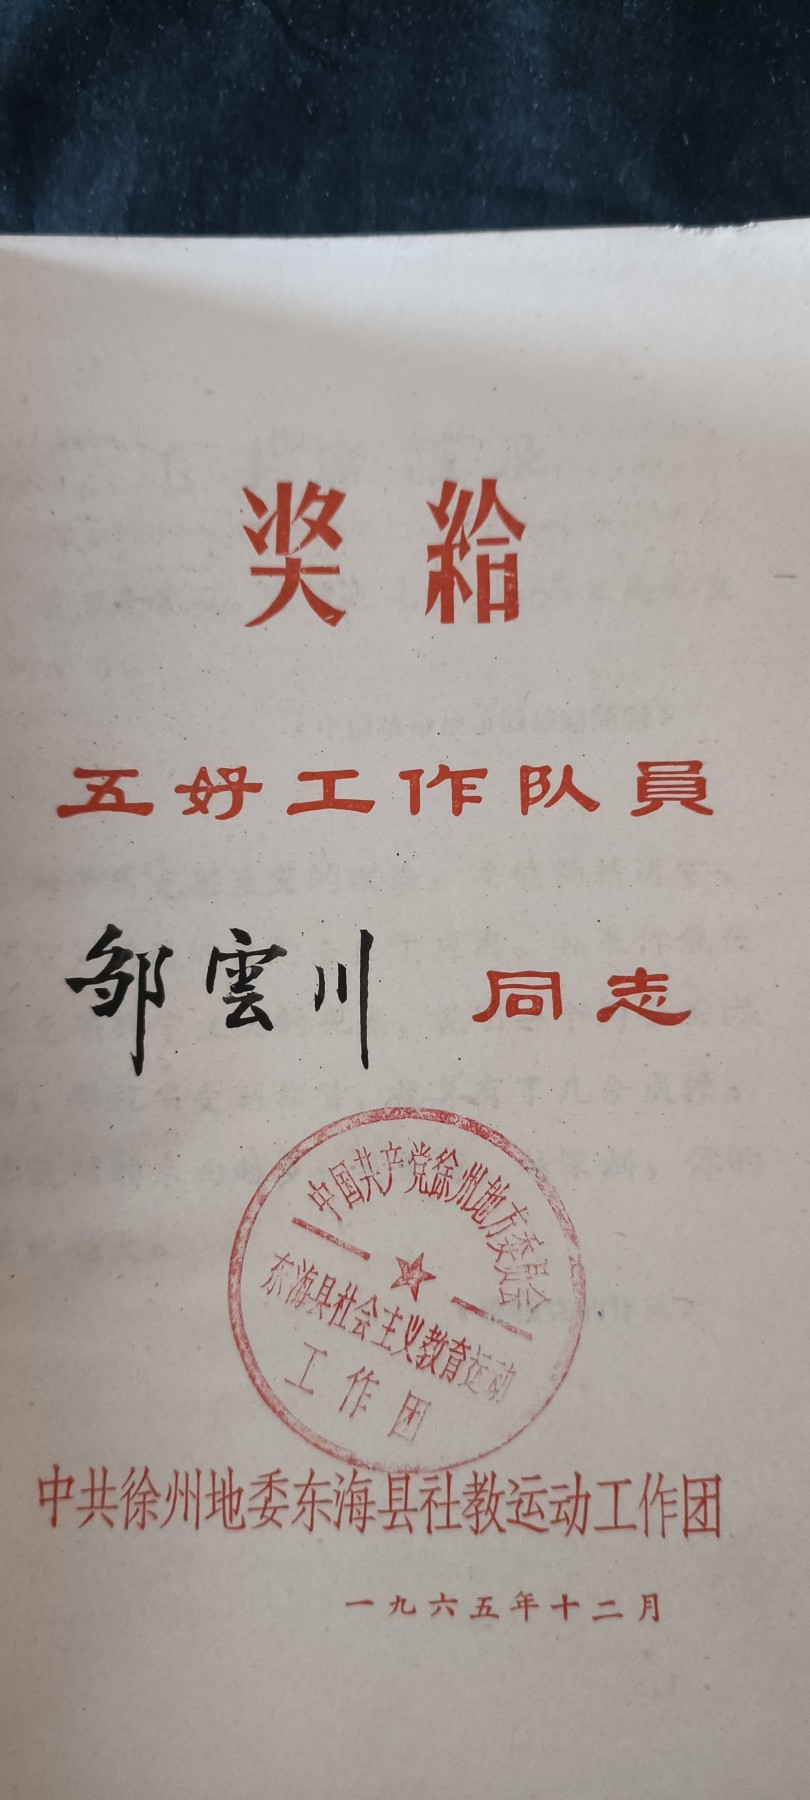 奖給
五好工作队員
邹雲川 同志
中国共产党徐州地方委員会
东海县社会主义教育运动
工作团
中共徐州地委东海县社教运动工作团
一九六五年十二月